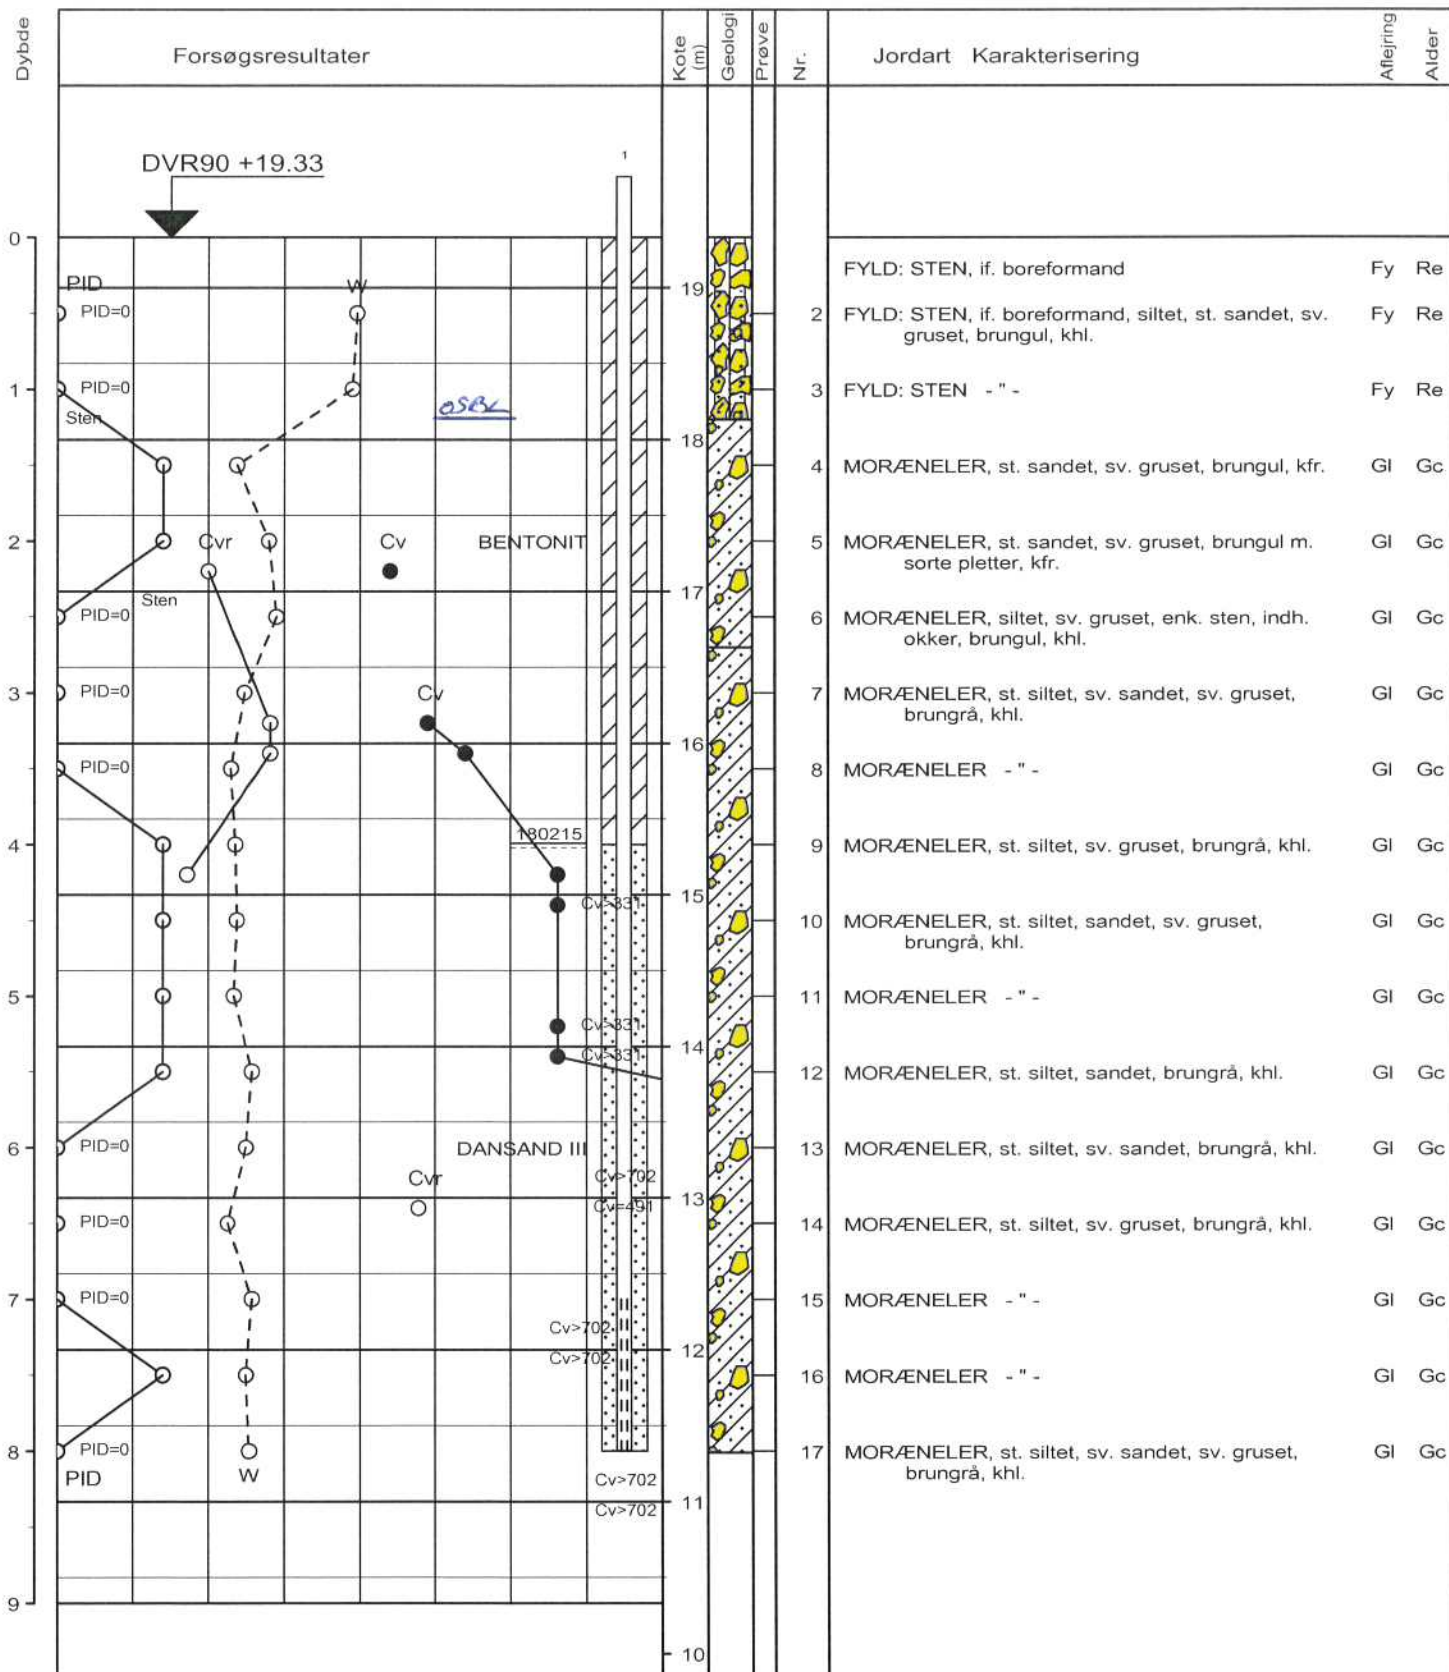 Dybde
Forsøgsresultater
Kote (m)
Geologi
Prøve
Nr.
Jordart Karakterisering
Aflejring
Alder
DVR90 +19.33
1
0
PID
W
19
FYLD: STEN, if. boreformand Fy Re
PID=0
2 FYLD: STEN, if. boreformand, siltet, st. sandet, sv. Fy Re
gruset, brungul, khl.
1
PID=0
3 FYLD: STEN - " - Fy Re
Sten
18
4 MORÆNELER, st. sandet, sv. gruset, brungul, kfr. Gl Gc
2
Cvr
Cv
BENTONIT
5 MORÆNELER, st. sandet, sv. gruset, brungul m. Gl Gc
sorte pletter, kfr.
17
Sten
PID=0
6 MORÆNELER, siltet, sv. gruset, enk. sten, indh. Gl Gc
okker, brungul, khl.
3
PID=0
Cv
7 MORÆNELER, st. siltet, sv. sandet, sv. gruset, Gl Gc
brungrå, khl.
16
PID=0
8 MORÆNELER - " - Gl Gc
180215
4
9 MORÆNELER, st. siltet, sv. gruset, brungrå, khl. Gl Gc
15
Cv>331
10 MORÆNELER, st. siltet, sandet, sv. gruset, Gl Gc
brungrå, khl.
5
11 MORÆNELER - " - Gl Gc
Cv>331
14
Cv>331
12 MORÆNELER, st. siltet, sandet, brungrå, khl. Gl Gc
6
PID=0
DANSAND III
13 MORÆNELER, st. siltet, sv. sandet, brungrå, khl. Gl Gc
Cvr
Cv>702
13
Cv=491
PID=0
14 MORÆNELER, st. siltet, sv. gruset, brungrå, khl. Gl Gc
7
PID=0
15 MORÆNELER - " - Gl Gc
Cv>702
12
Cv>702
16 MORÆNELER - " - Gl Gc
8
PID=0
17 MORÆNELER, st. siltet, sv. sandet, sv. gruset, Gl Gc
brungrå, khl.
PID
W
Cv>702
11
Cv>702
9
10